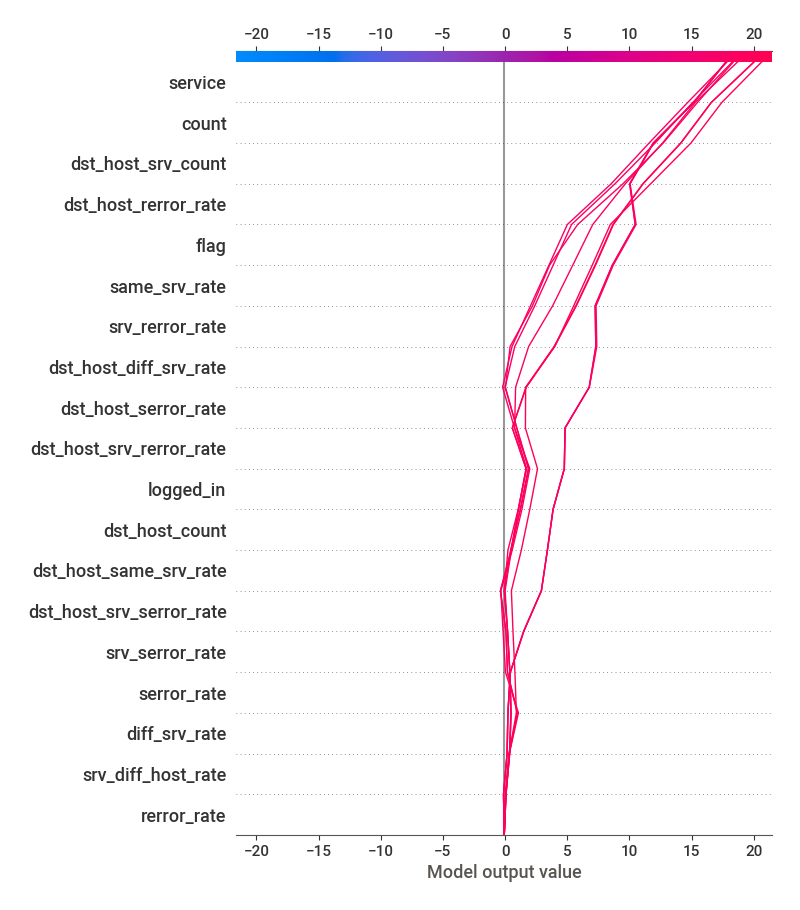 −20 −15 −10 −5 0 5 10 15 20
service
count
dst_host_srv_count
dst_host_rerror_rate
flag
same_srv_rate
srv_rerror_rate
dst_host_diff_srv_rate
dst_host_serror_rate
dst_host_srv_rerror_rate
logged_in
dst_host_count
dst_host_same_srv_rate
dst_host_srv_serror_rate
srv_serror_rate
serror_rate
diff_srv_rate
srv_diff_host_rate
rerror_rate
−20 −15 −10 −5 0 5 10 15 20
Model output value